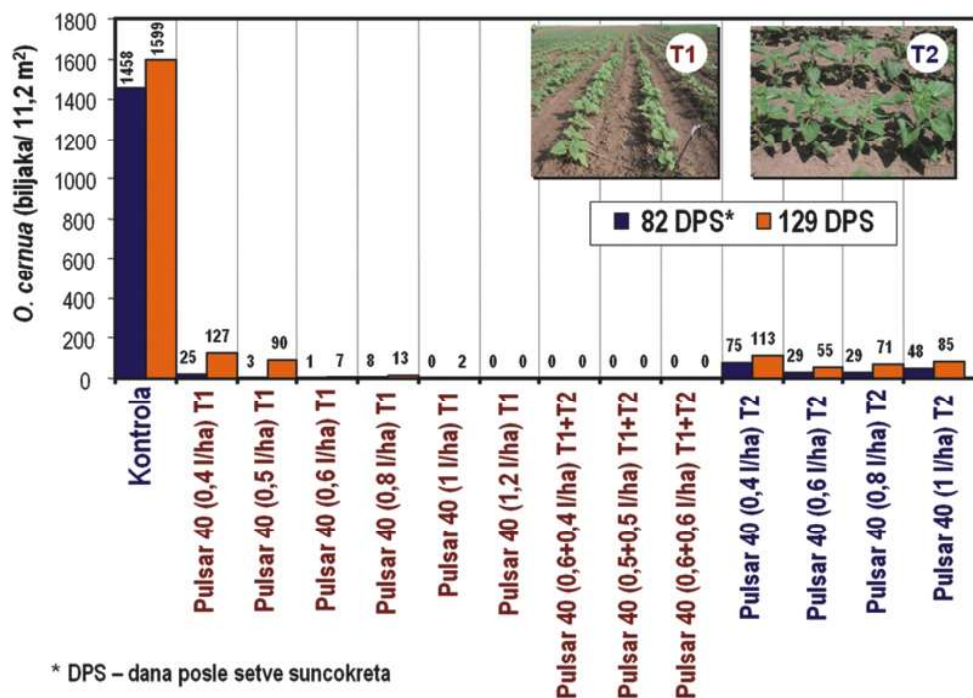 O. cernua (biljaka/ 11,2 m²)
1800
1600
1400
1200
1000
800
600
400
200
0
1458
1599
25
127
3
90
1
7
8
13
0
2
0
0
0
0
0
0
0
0
75
113
29
55
29
71
48
85
T1
T2
82 DPS*
129 DPS
Kontrola
Pulsar 40 (0,4 l/ha) T1
Pulsar 40 (0,5 l/ha) T1
Pulsar 40 (0,6 l/ha) T1
Pulsar 40 (0,8 l/ha) T1
Pulsar 40 (1 l/ha) T1
Pulsar 40 (1,2 l/ha) T1
Pulsar 40 (0,6+0,4 l/ha) T1+T2
Pulsar 40 (0,5+0,5 l/ha) T1+T2
Pulsar 40 (0,6+0,6 l/ha) T1+T2
Pulsar 40 (0,4 l/ha) T2
Pulsar 40 (0,6 l/ha) T2
Pulsar 40 (0,8 l/ha) T2
Pulsar 40 (1 l/ha) T2
* DPS – dana posle setve suncokreta